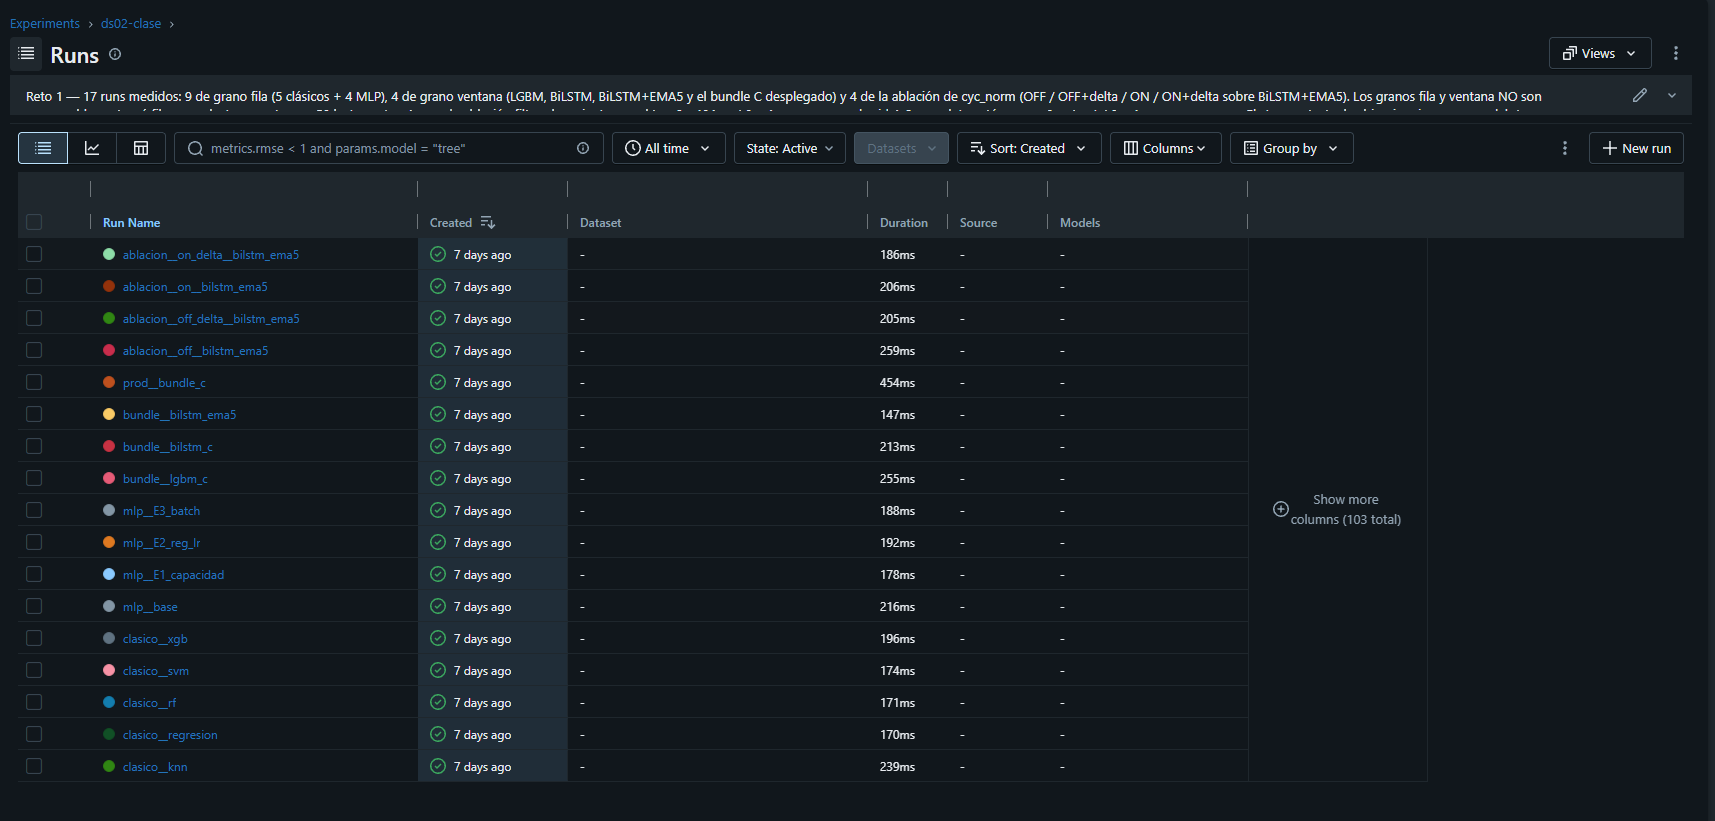 Experiments › ds02-clase ›
Runs
Views
Reto 1 — 17 runs medidos: 9 de grano fila (5 clásicos + 4 MLP), 4 de grano ventana (LGBM, BiLSTM, BiLSTM+EMA5 y el bundle C desplegado) y 4 de la ablación de cyc_norm (OFF / OFF+delta / ON / ON+delta sobre BiLSTM+EMA5). Los granos fila y ventana NO son
metrics.rmse < 1 and params.model = "tree"
All time
State: Active
Datasets
Sort: Created
Columns
Group by
New run
Run Name Created Dataset Duration Source Models
ablacion__on_delta__bilstm_ema5 7 days ago - 186ms - -
ablacion__on__bilstm_ema5 7 days ago - 206ms - -
ablacion__off_delta__bilstm_ema5 7 days ago - 205ms - -
ablacion__off__bilstm_ema5 7 days ago - 259ms - -
prod__bundle_c 7 days ago - 454ms - -
bundle__bilstm_ema5 7 days ago - 147ms - -
bundle__bilstm_c 7 days ago - 213ms - -
bundle__lgbm_c 7 days ago - 255ms - -
mlp__E3_batch 7 days ago - 188ms - -
mlp__E2_reg_lr 7 days ago - 192ms - -
mlp__E1_capacidad 7 days ago - 178ms - -
mlp__base 7 days ago - 216ms - -
clasico__xgb 7 days ago - 196ms - -
clasico__svm 7 days ago - 174ms - -
clasico__rf 7 days ago - 171ms - -
clasico__regresion 7 days ago - 170ms - -
clasico__knn 7 days ago - 239ms - -
Show more
columns (103 total)